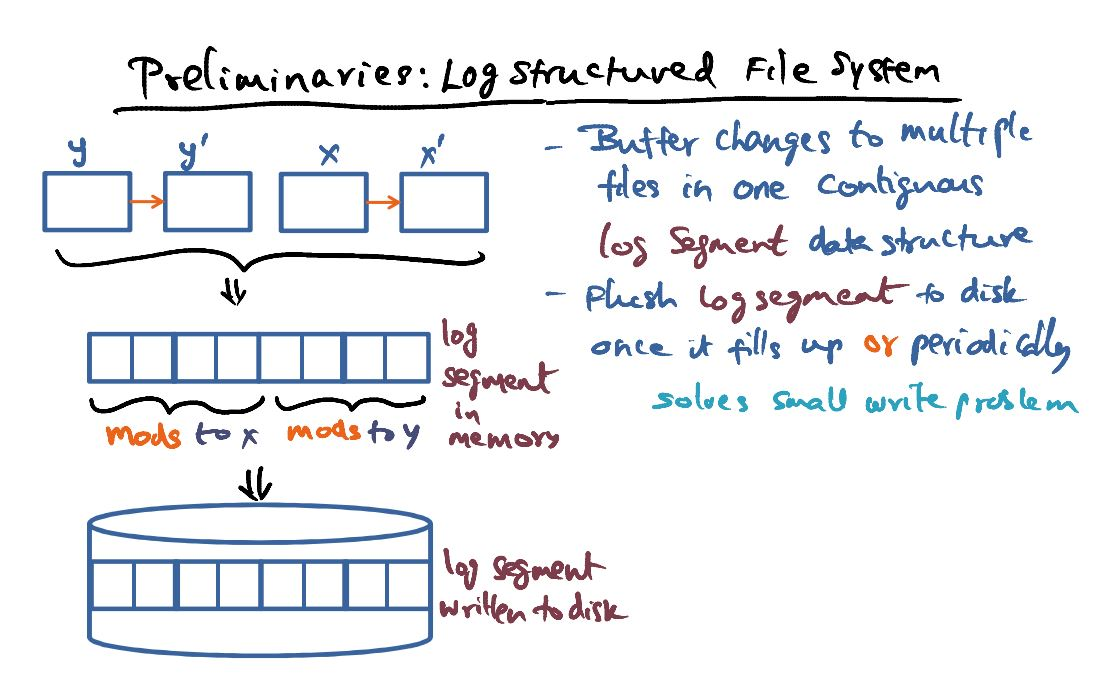 Preliminaries: Log Structured File System
y y' x x'
- Buffer changes to multiple
files in one contiguous
log segment data structure
- Flush log segment to disk
once it fills up or periodically
solves small write problem
log
segment
in
memory
mods to x mods to y
log segment
written to disk